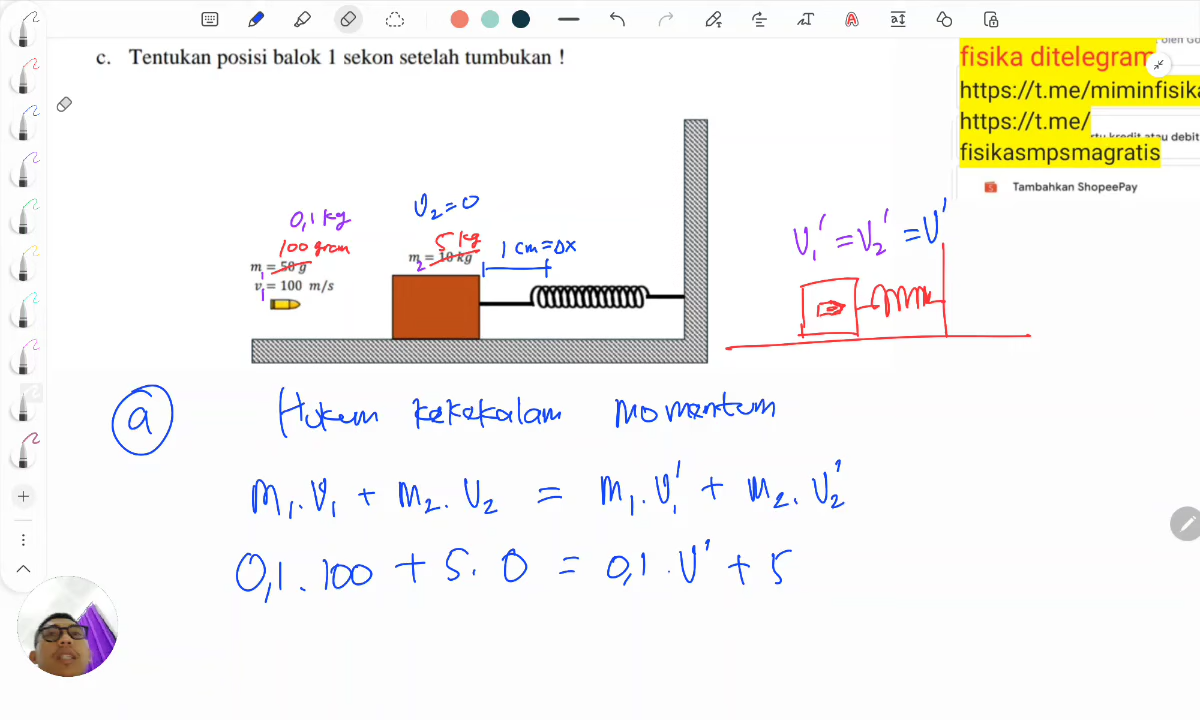 c. Tentukan posisi balok 1 sekon setelah tumbukan !
fisika ditelegram
https://t.me/miminfisika
https://t.me/
fisikasmpsmagratis
Tambahkan ShopeePay
0,1 kg
100 gram
m1 = 50 g
v1 = 100 m/s
V2 = 0
5 kg
m2 = 10 kg
1 cm = Δx
V1' = V2' = V'
a
Hukum kekekalam momentum
m1 . V1 + m2 . V2 = m1 . V1' + m2 . V2'
0,1 . 100 + 5 . 0 = 0,1 . V' + 5